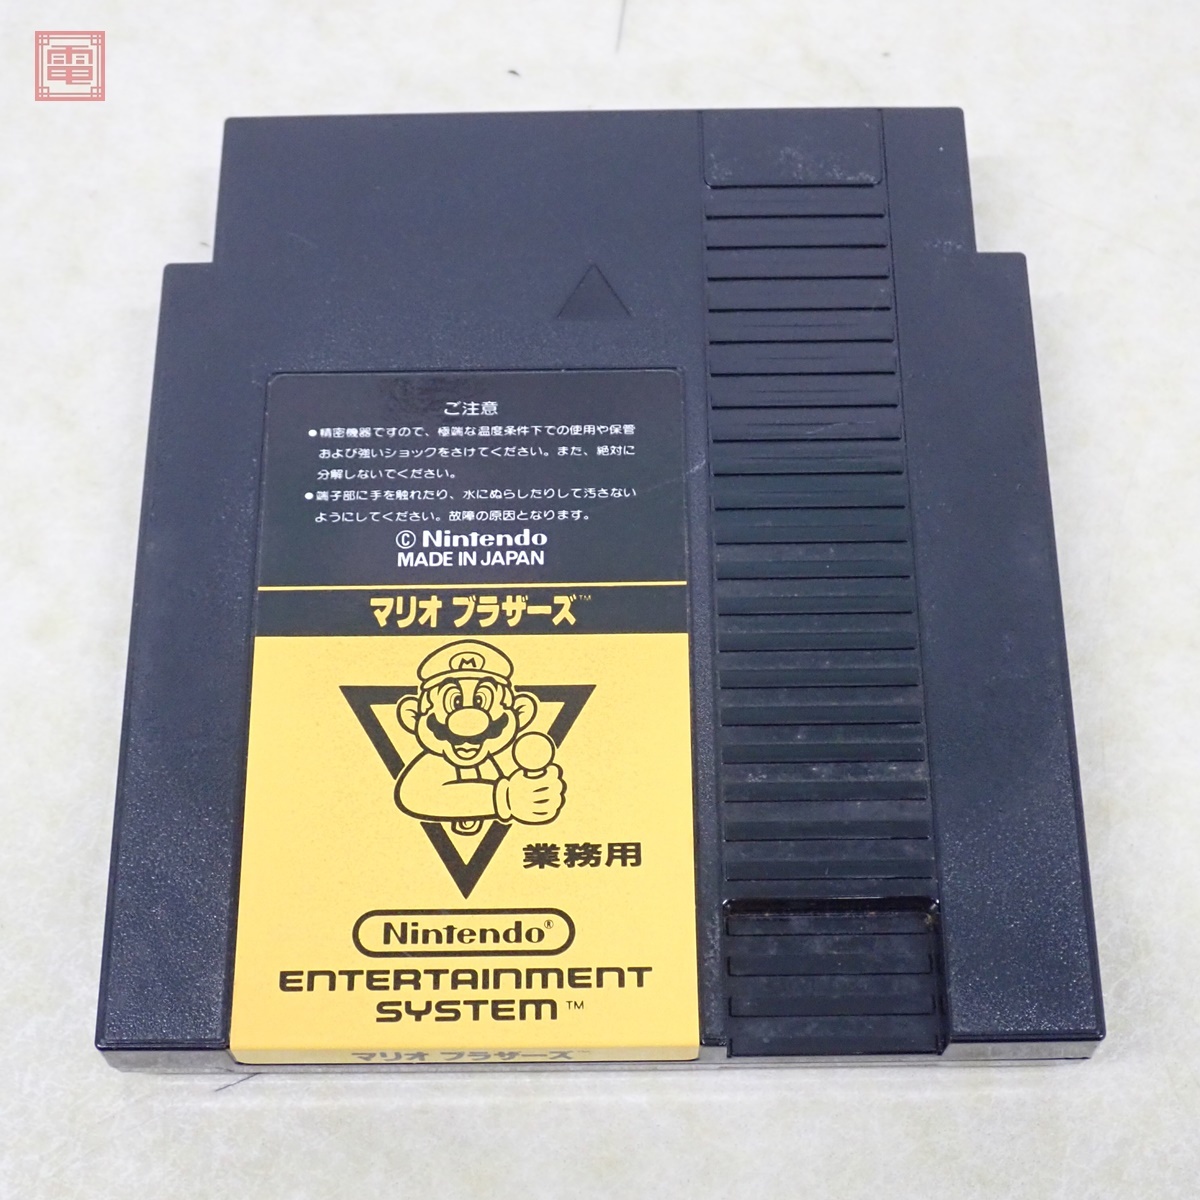 電
ご注意
●精密機器ですので、極端な温度条件下での使用や保管
および強いショックをさけてください。また、絶対に
分解しないでください。
●端子部に手を触れたり、水にぬらしたりして汚さない
ようにしてください。故障の原因となります。
© Nintendo
MADE IN JAPAN
マリオ ブラザーズ™
M
業務用
Nintendo®
ENTERTAINMENT
SYSTEM™
マリオ ブラザーズ™